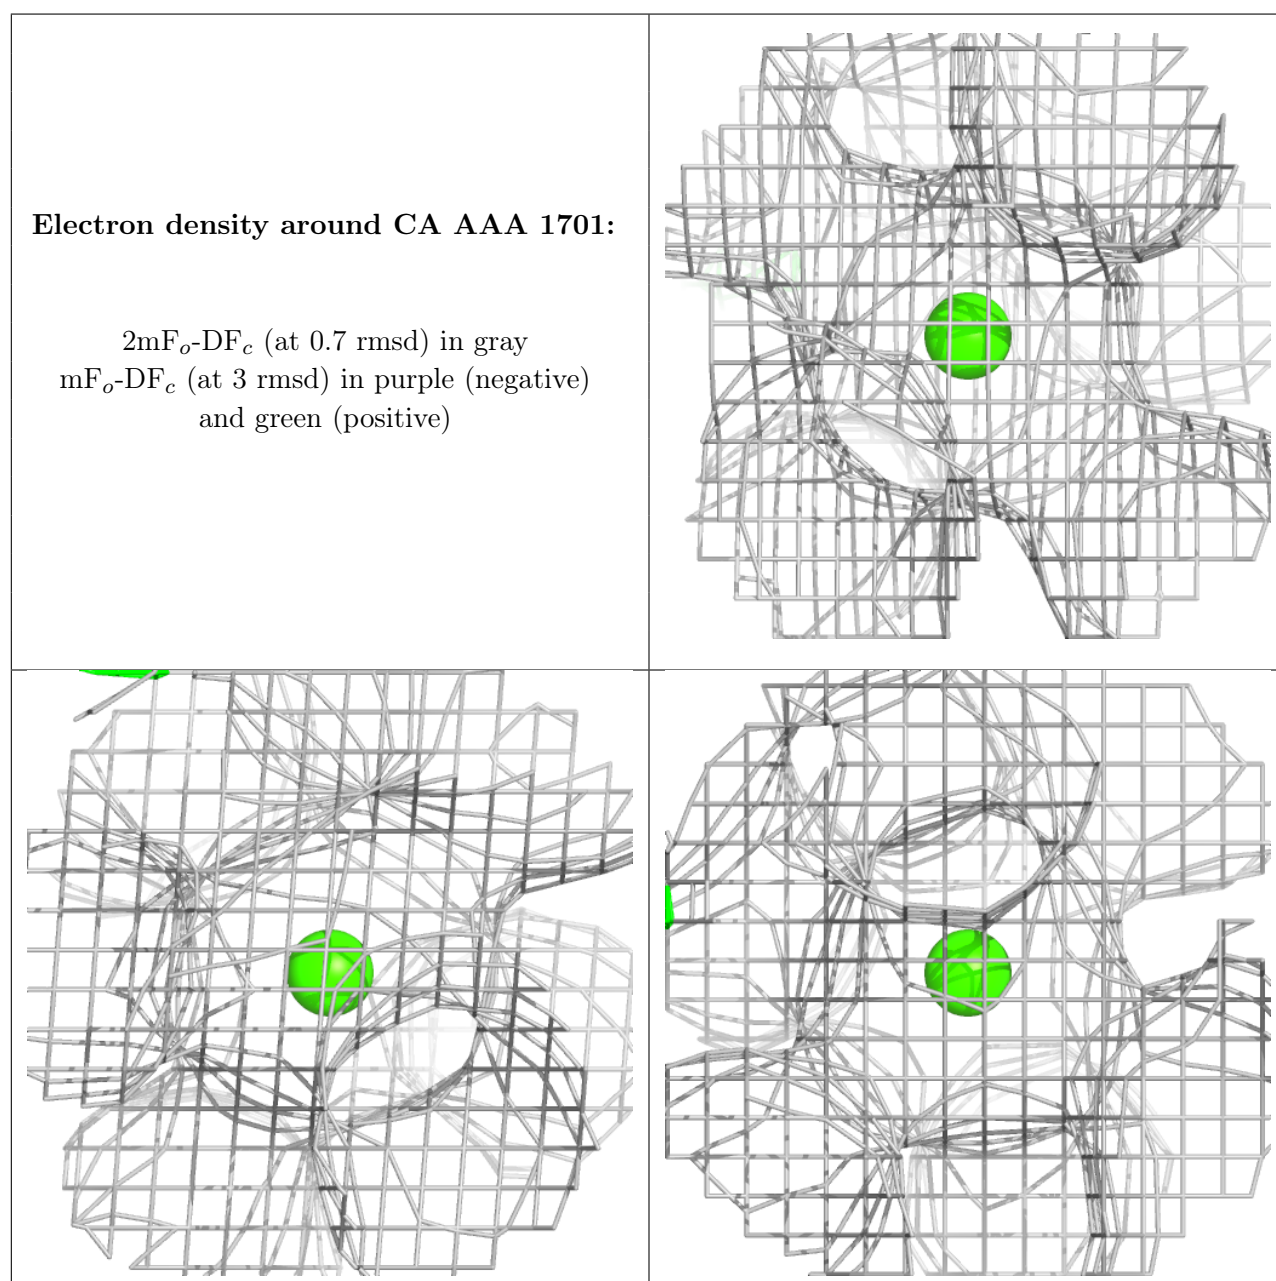 Electron density around CA AAA 1701:
2mFₒ-DF𝒸 (at 0.7 rmsd) in gray
mFₒ-DF𝒸 (at 3 rmsd) in purple (negative)
and green (positive)